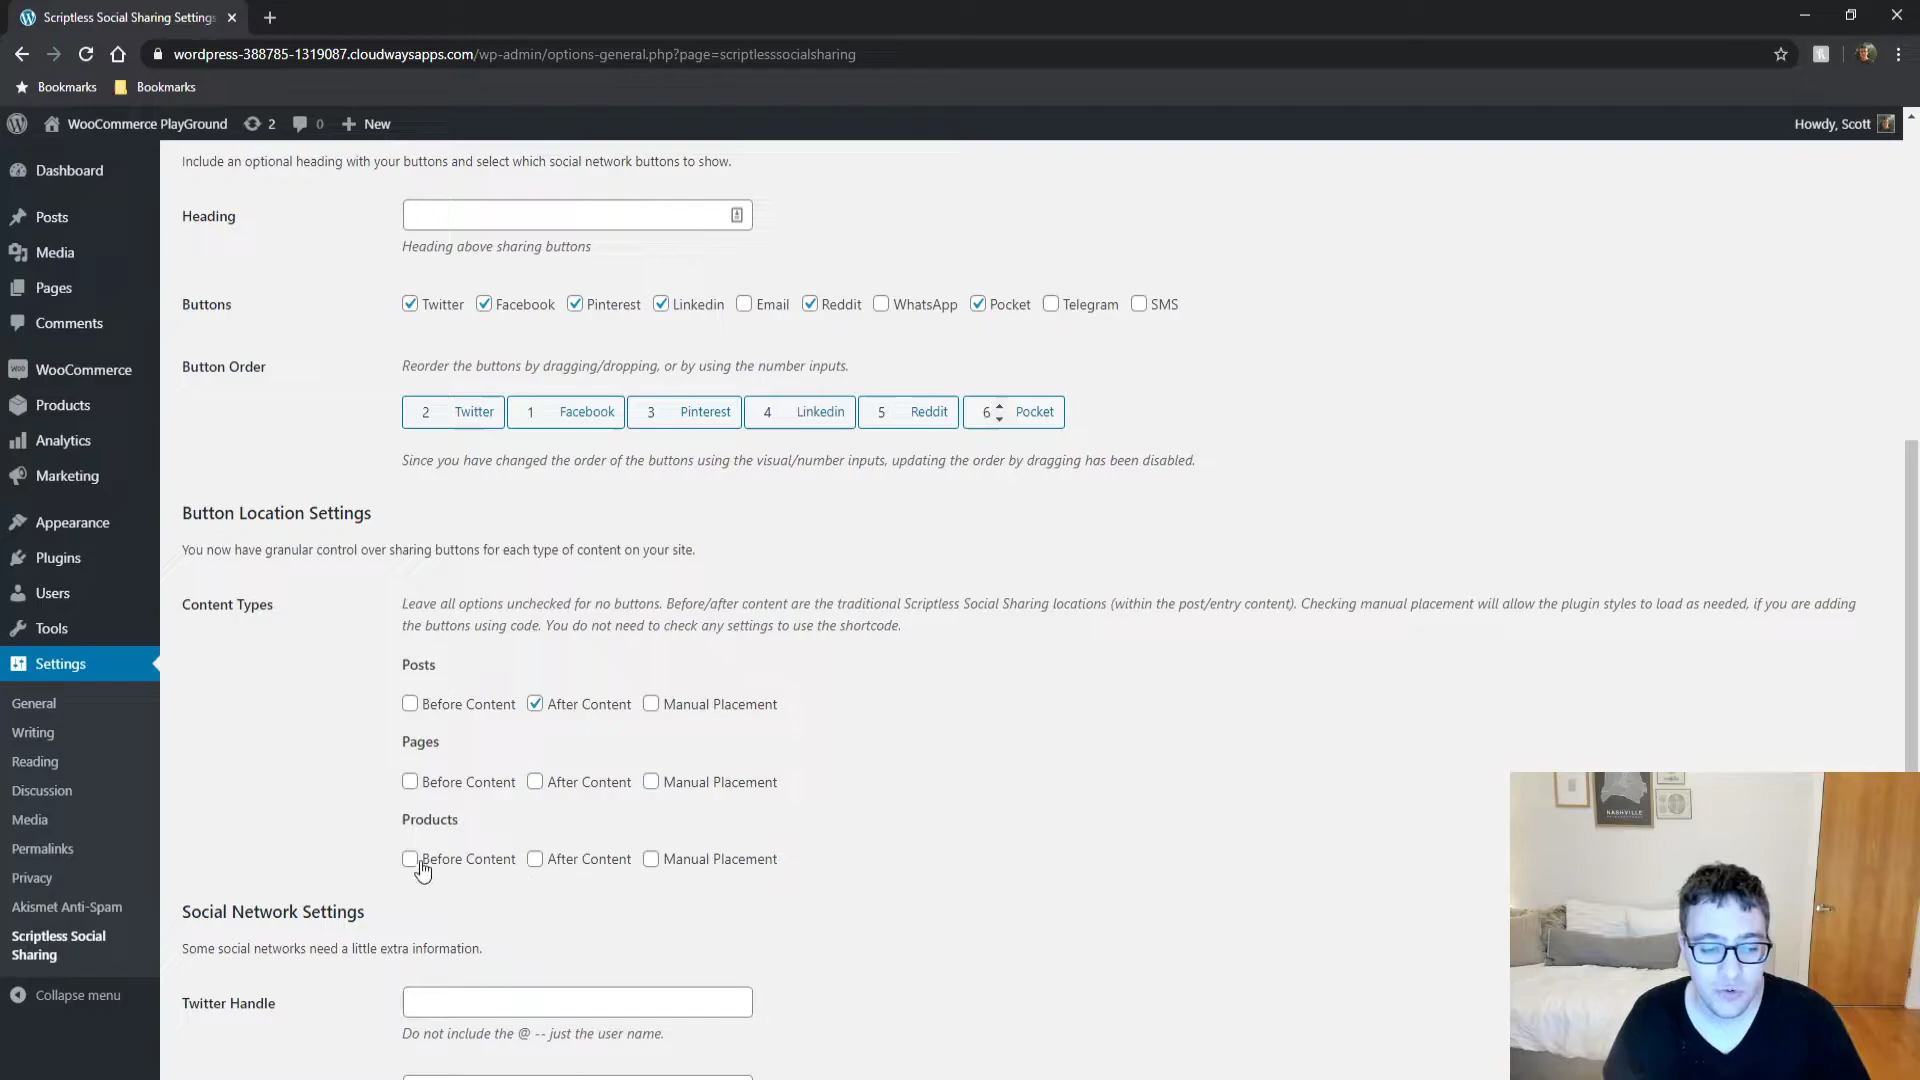 Scriptless Social Sharing Settings
wordpress-388785-1319087.cloudwaysapps.com/wp-admin/options-general.php?page=scriptlesssocialsharing
Bookmarks
Bookmarks
WooCommerce PlayGround
2
0
New
Howdy, Scott
Dashboard
Posts
Media
Pages
Comments
WooCommerce
Products
Analytics
Marketing
Appearance
Plugins
Users
Tools
Settings
General
Writing
Reading
Discussion
Media
Permalinks
Privacy
Akismet Anti-Spam
Scriptless Social
Sharing
Collapse menu
Include an optional heading with your buttons and select which social network buttons to show.
Heading
Heading above sharing buttons
Buttons
Twitter Facebook Pinterest Linkedin Email Reddit WhatsApp Pocket Telegram SMS
Button Order
Reorder the buttons by dragging/dropping, or by using the number inputs.
2 Twitter 1 Facebook 3 Pinterest 4 Linkedin 5 Reddit 6 Pocket
Since you have changed the order of the buttons using the visual/number inputs, updating the order by dragging has been disabled.
Button Location Settings
You now have granular control over sharing buttons for each type of content on your site.
Content Types
Leave all options unchecked for no buttons. Before/after content are the traditional Scriptless Social Sharing locations (within the post/entry content). Checking manual placement will allow the plugin styles to load as needed, if you are adding
the buttons using code. You do not need to check any settings to use the shortcode.
Posts
Before Content After Content Manual Placement
Pages
Before Content After Content Manual Placement
Products
Before Content After Content Manual Placement
Social Network Settings
Some social networks need a little extra information.
Twitter Handle
Do not include the @ -- just the user name.
NASHVILLE